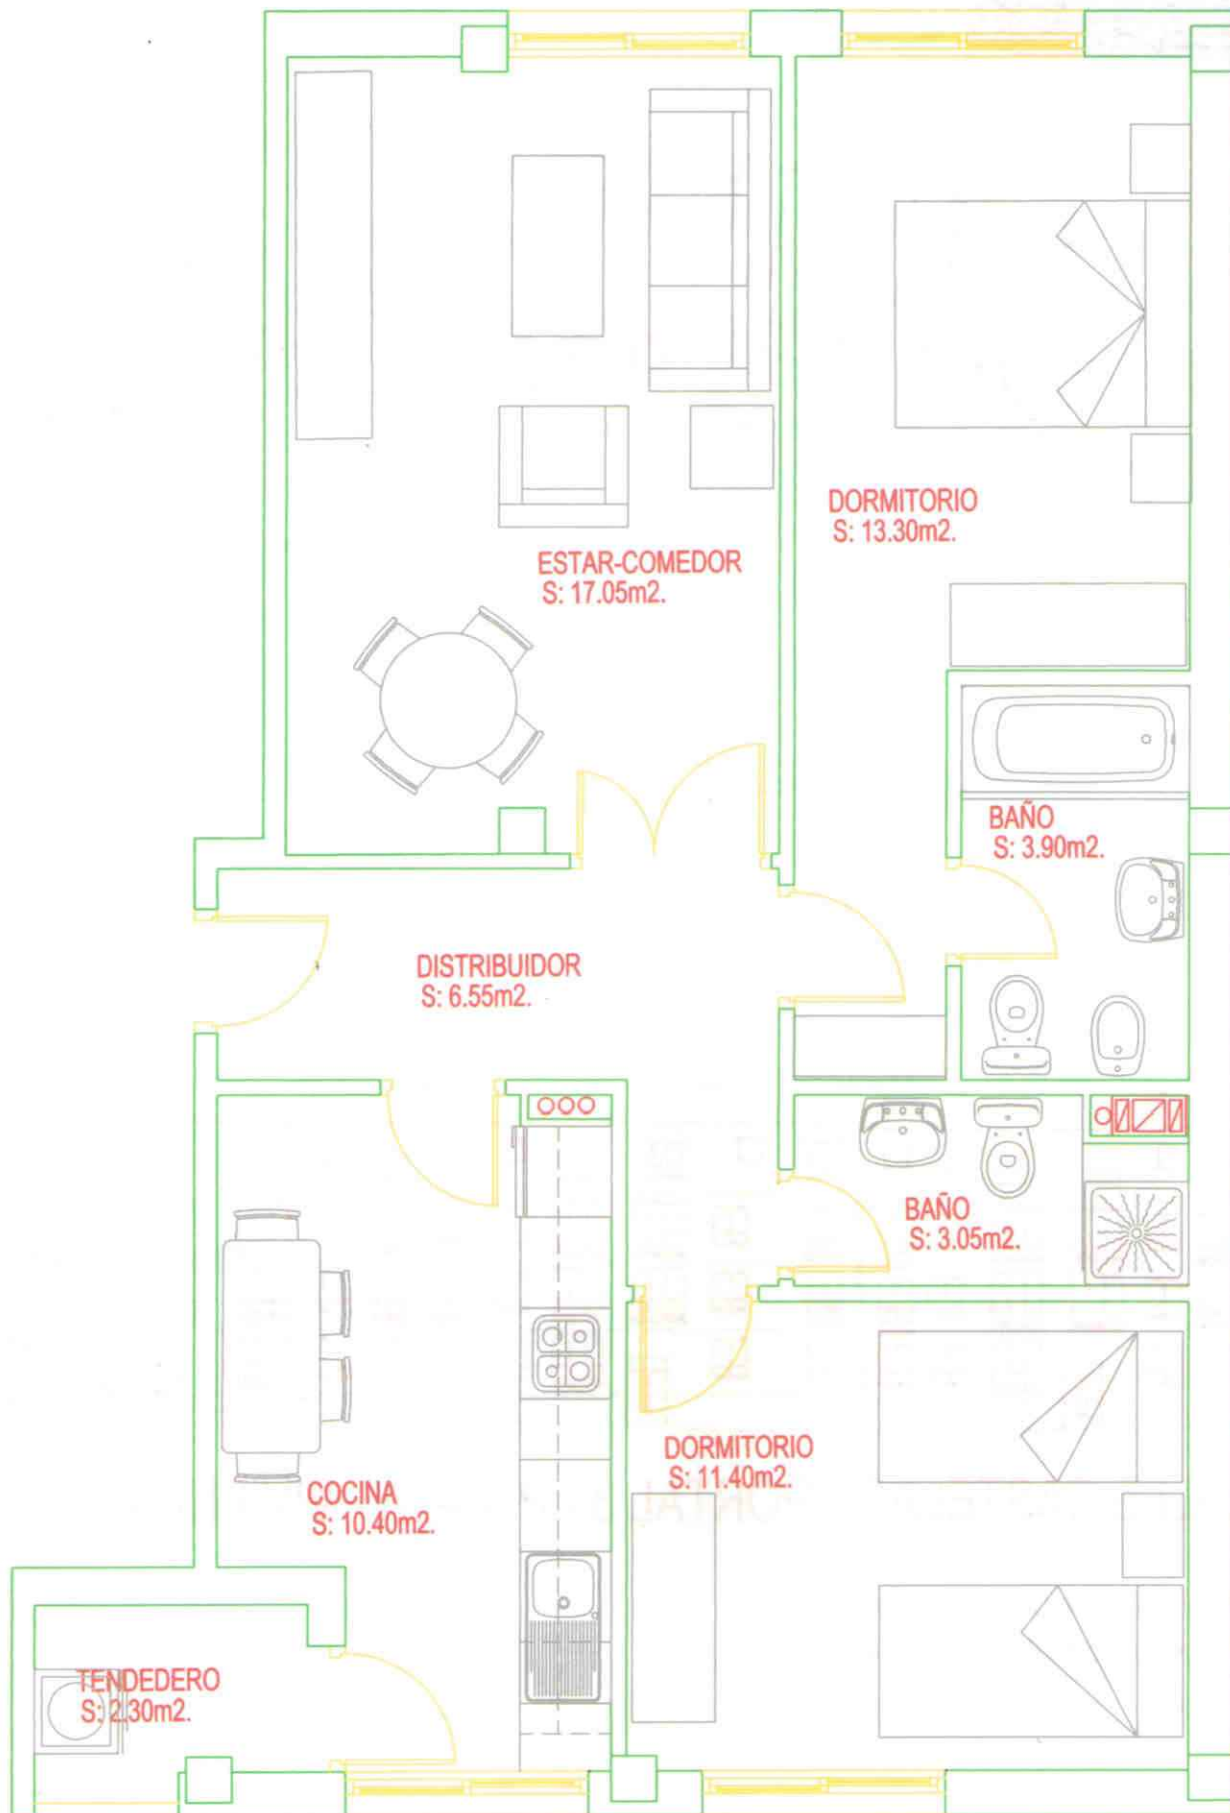 DORMITORIO
S: 13.30m2.
ESTAR-COMEDOR
S: 17.05m2.
BAÑO
S: 3.90m2.
DISTRIBUIDOR
S: 6.55m2.
BAÑO
S: 3.05m2.
DORMITORIO
S: 11.40m2.
COCINA
S: 10.40m2.
TENDEDERO
S: 2.30m2.